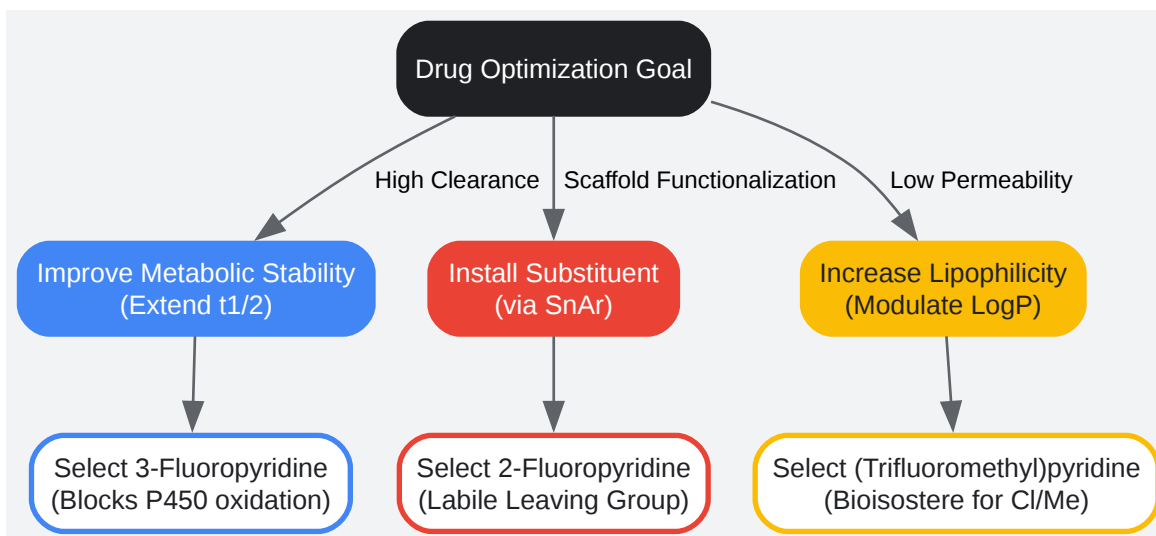 Drug Optimization Goal
High Clearance
Scaffold Functionalization
Low Permeability
Improve Metabolic Stability
(Extend t1/2)
Install Substituent
(via SnAr)
Increase Lipophilicity
(Modulate LogP)
Select 3-Fluoropyridine
(Blocks P450 oxidation)
Select 2-Fluoropyridine
(Labile Leaving Group)
Select (Trifluoromethyl)pyridine
(Bioisostere for Cl/Me)